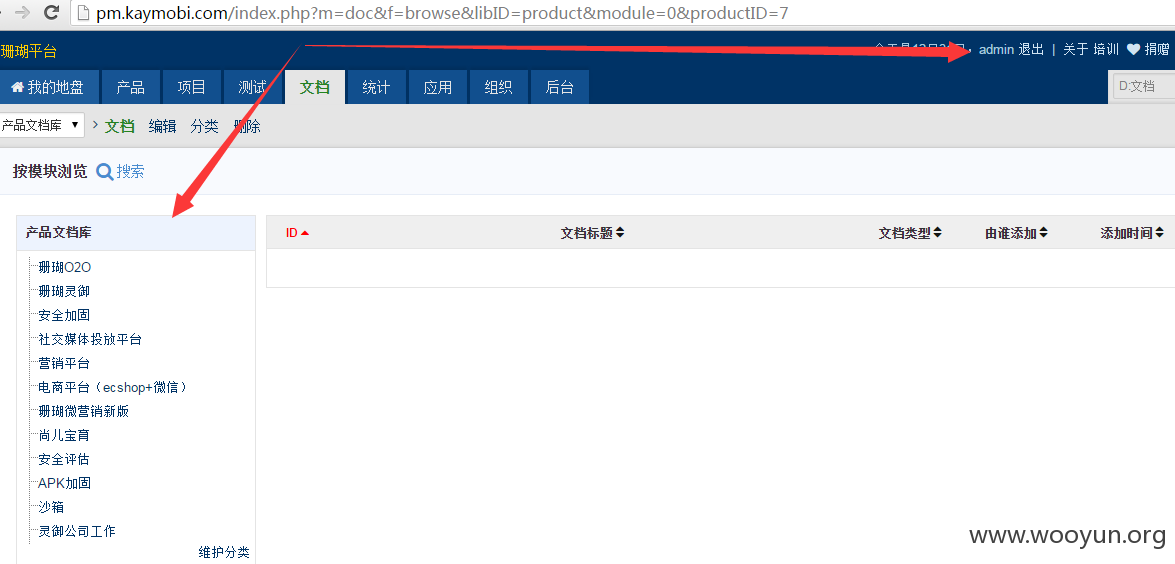 pm.kaymobi.com/index.php?m=doc&f=browse&libID=product&module=0&productID=7
珊瑚平台
admin 退出 | 关于 培训 捐赠
我的地盘 产品 项目 测试 文档 统计 应用 组织 后台 D:文档
产品文档库 ▼ > 文档 编辑 分类 删除
按模块浏览 搜索
产品文档库 ID 文档标题 文档类型 由谁添加 添加时间
珊瑚O2O
珊瑚灵御
安全加固
社交媒体投放平台
营销平台
电商平台（ecshop+微信）
珊瑚微营销新版
尚儿宝育
安全评估
APK加固
沙箱
灵御公司工作
维护分类
www.wooyun.org